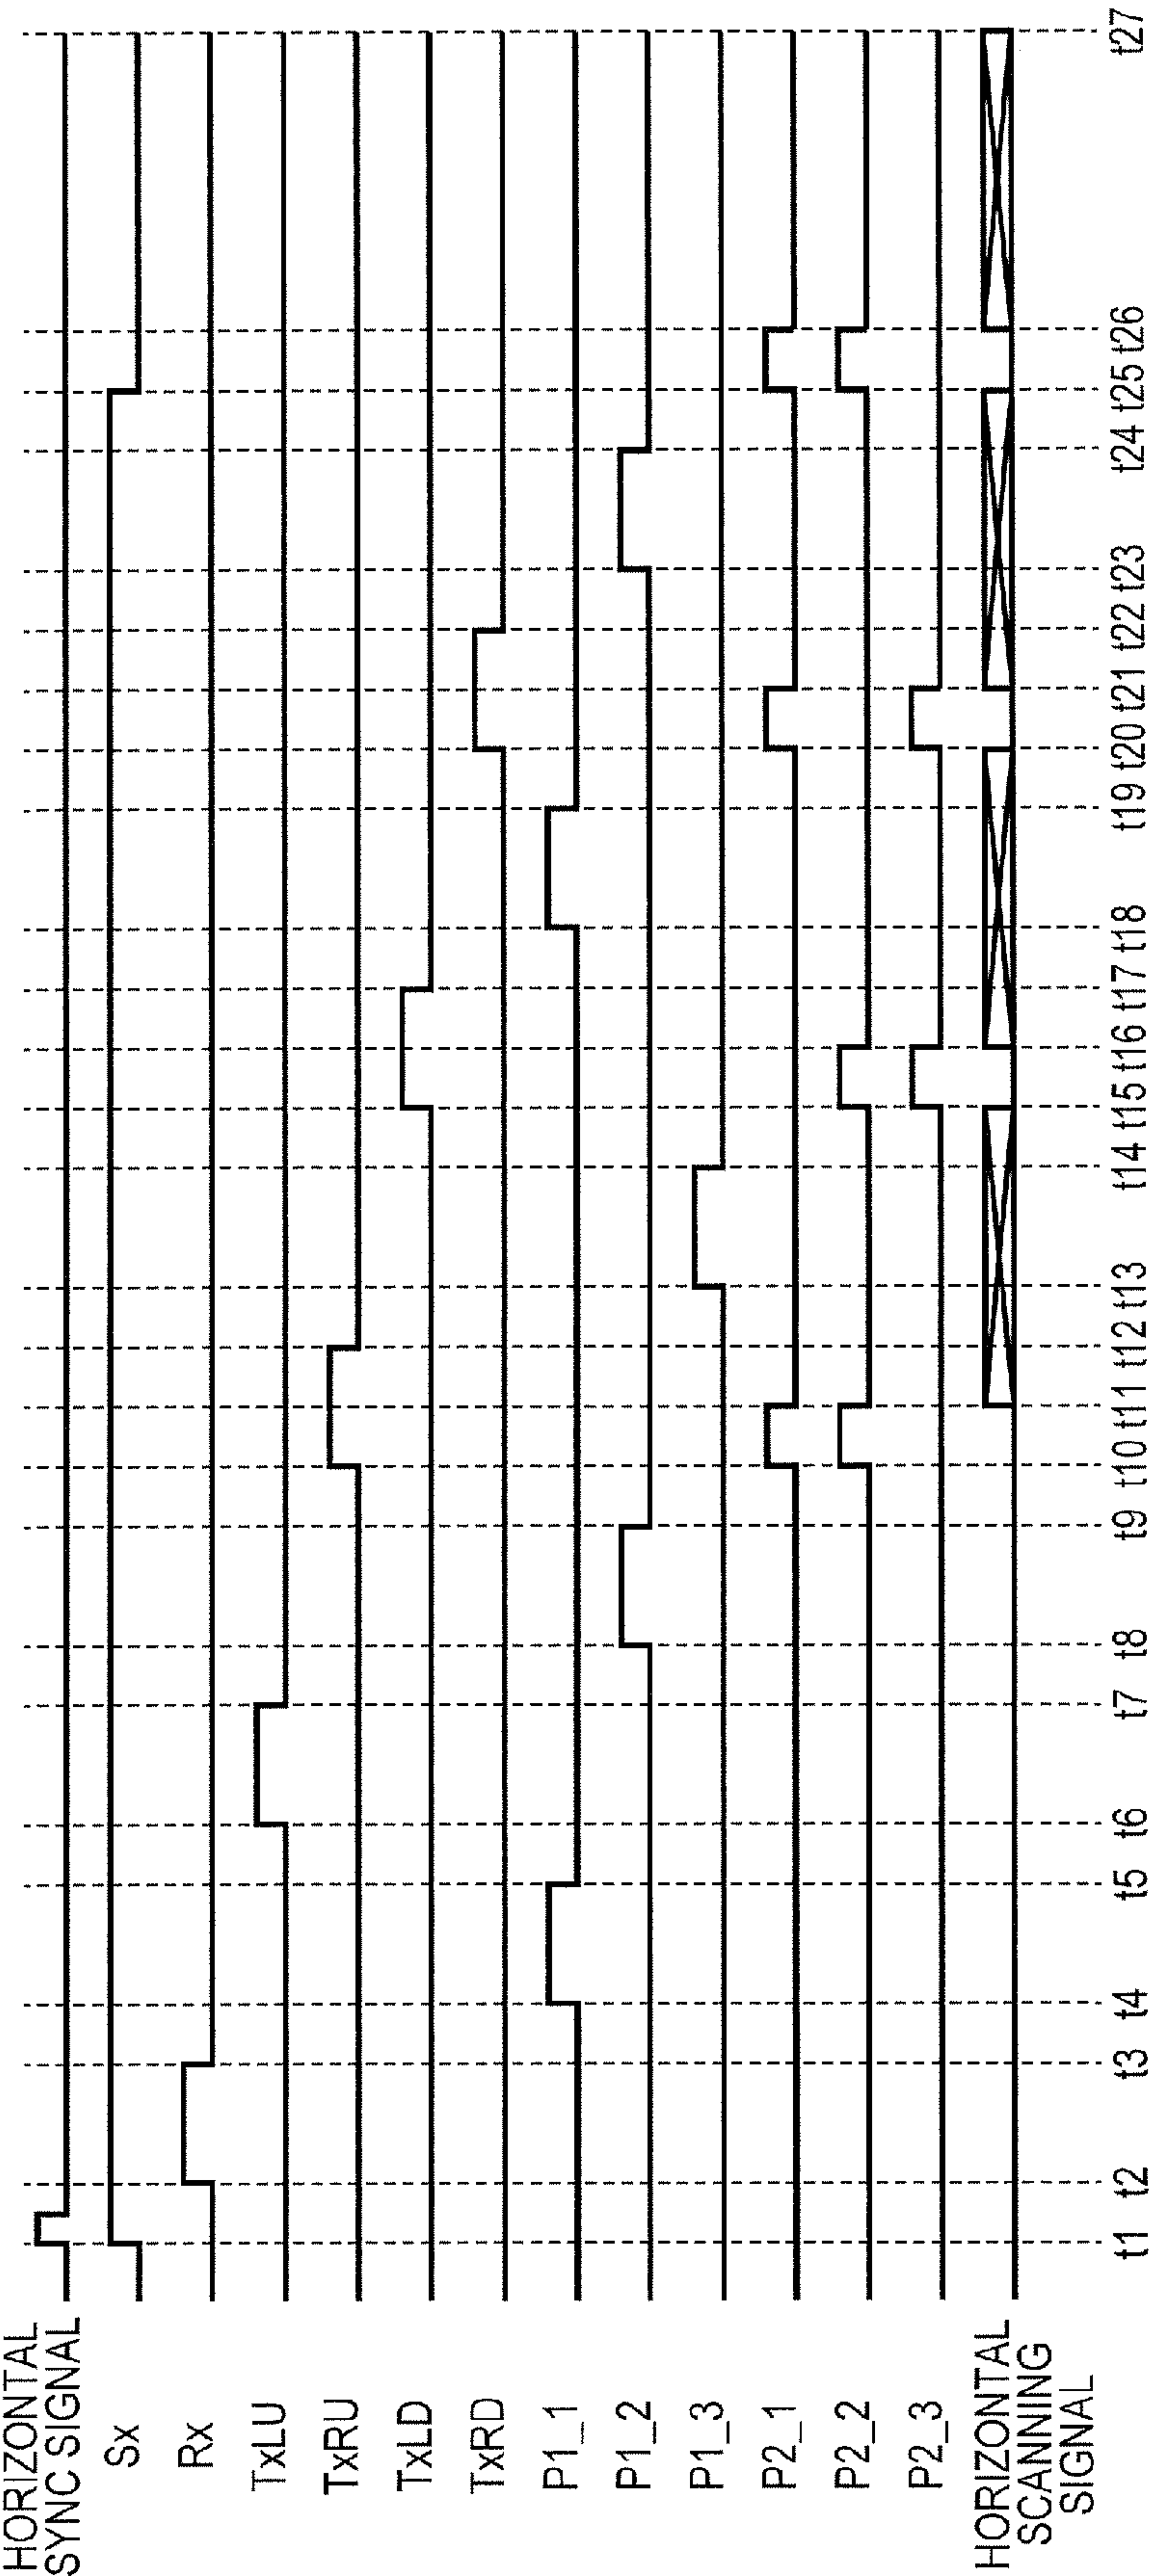 HORIZONTAL
SYNC SIGNAL
Sx
Rx
TxLU
TxRU
TxLD
TxRD
P1_1
P1_2
P1_3
P2_1
P2_2
P2_3
HORIZONTAL
SCANNING
SIGNAL
t1 t2 t3 t4 t5 t6 t7 t8 t9 t10 t11 t12 t13 t14 t15 t16 t17 t18 t19 t20 t21 t22 t23 t24 t25 t26 t27